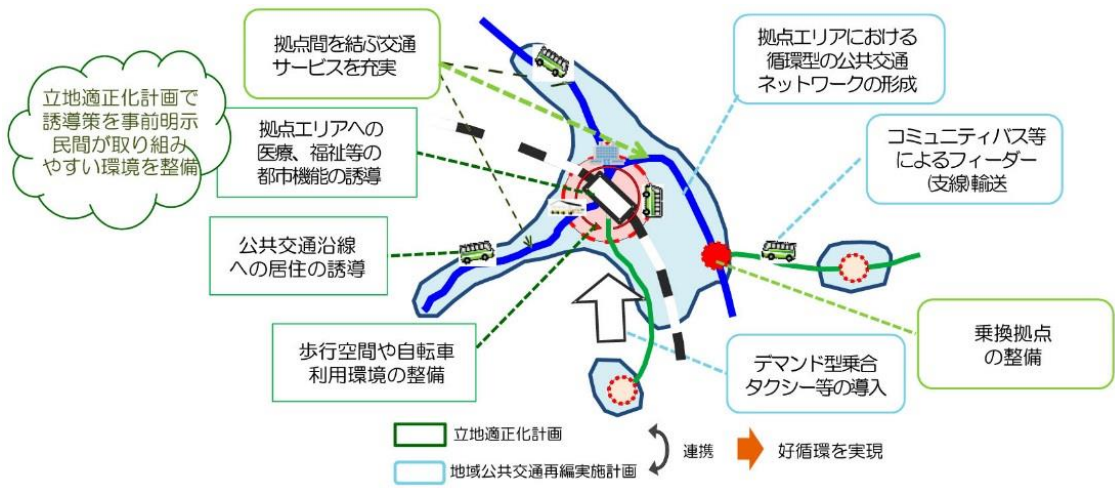 拠点間を結ぶ交通
サービスを充実
立地適正化計画で
誘導策を事前明示
民間が取り組み
やすい環境を整備
拠点エリアへの
医療、福祉等の
都市機能の誘導
公共交通沿線
への居住の誘導
歩行空間や自転車
利用環境の整備
拠点エリアにおける
循環型の公共交通
ネットワークの形成
コミュニティバス等
によるフィーダー
(支線)輸送
乗換拠点
の整備
デマンド型乗合
タクシー等の導入
立地適正化計画
地域公共交通再編実施計画
連携
好循環を実現